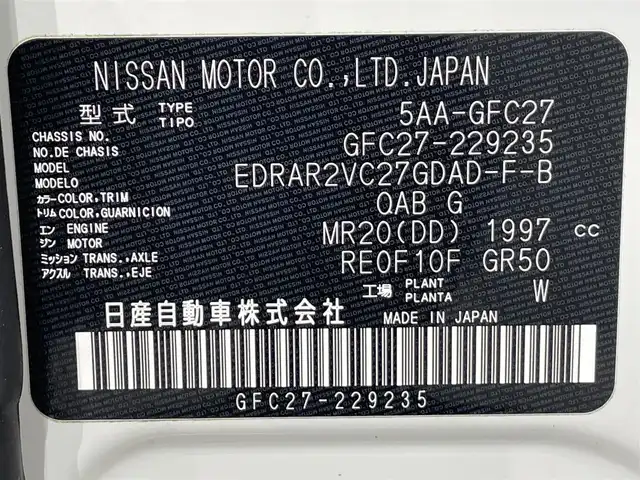 NISSAN MOTOR CO.,LTD.JAPAN
型式 TYPE TIPO 5AA-GFC27
CHASSIS NO. NO.DE CHASIS GFC27-229235
MODEL MODELO EDRAR2VC27GDAD-F-B
カラー COLOR,TRIM トリム COLOR,GUARNICION QAB G
エンジン ENGINE MOTOR MR20(DD) 1997 cc
ミッション TRANS.,AXLE アクスル TRANS.,EJE RE0F10F GR50
工場 PLANT PLANTA W
日産自動車株式会社 MADE IN JAPAN
GFC27-229235